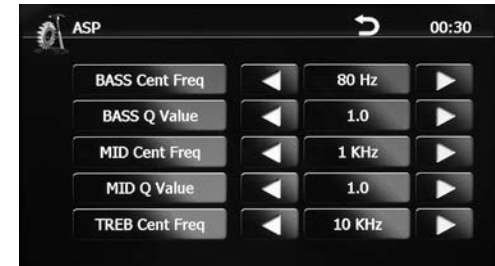 ASP 00:30
BASS Cent Freq 80 Hz
BASS Q Value 1.0
MID Cent Freq 1 KHz
MID Q Value 1.0
TREB Cent Freq 10 KHz